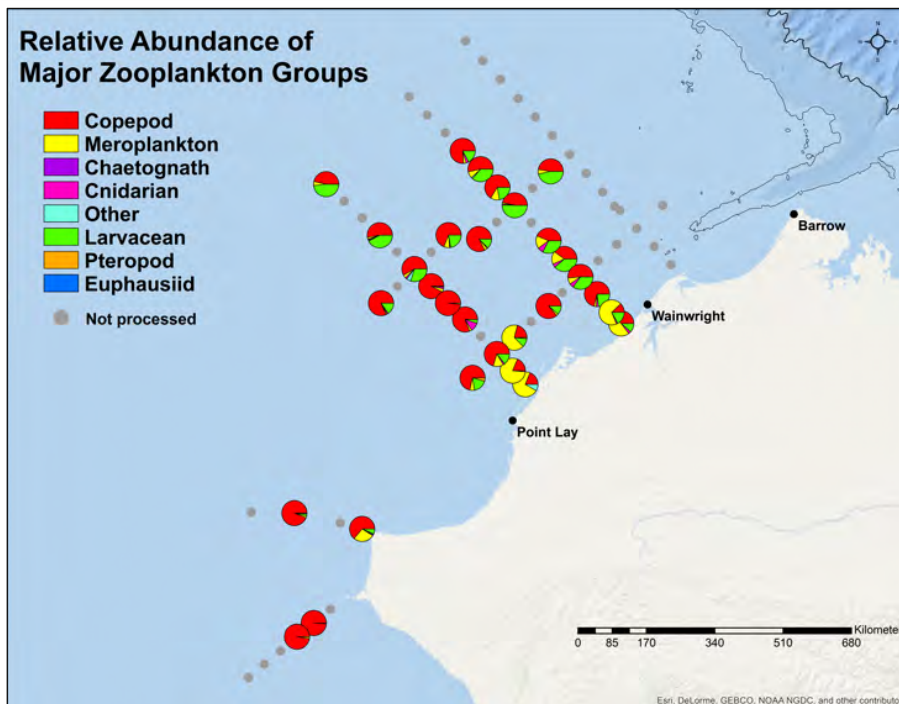 Relative Abundance of
Major Zooplankton Groups
Copepod
Meroplankton
Chaetognath
Cnidarian
Other
Larvacean
Pteropod
Euphausiid
Not processed
N
Barrow
Wainwright
Point Lay
Kilomete
0 85 170 340 510 680
Esri, DeLorme, GEBCO, NOAA NGDC, and other contributo